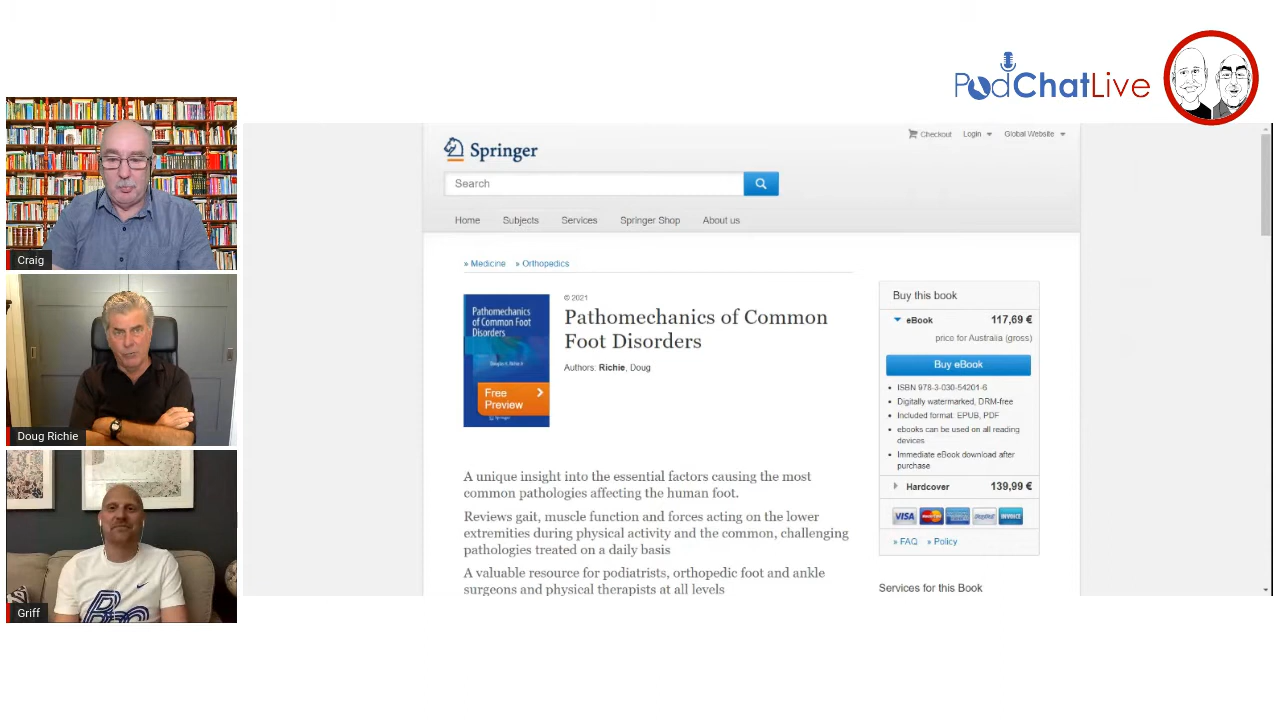 PodChatLive
Craig
Doug Richie
Griff
Springer
Checkout Login Global Website
Search
Home Subjects Services Springer Shop About us
» Medicine » Orthopedics
Pathomechanics
of Common Foot
Disorders
Free
Preview
Springer
© 2021
Pathomechanics of Common
Foot Disorders
Authors: Richie, Doug
A unique insight into the essential factors causing the most
common pathologies affecting the human foot.
Reviews gait, muscle function and forces acting on the lower
extremities during physical activity and the common, challenging
pathologies treated on a daily basis
A valuable resource for podiatrists, orthopedic foot and ankle
surgeons and physical therapists at all levels
Buy this book
eBook 117,69 €
price for Australia (gross)
Buy eBook
ISBN 978-3-030-54201-6
Digitally watermarked, DRM-free
Included format: EPUB, PDF
ebooks can be used on all reading
devices
Immediate eBook download after
purchase
Hardcover 139,99 €
VISA MasterCard PayPal INVOICE
» FAQ » Policy
Services for this Book